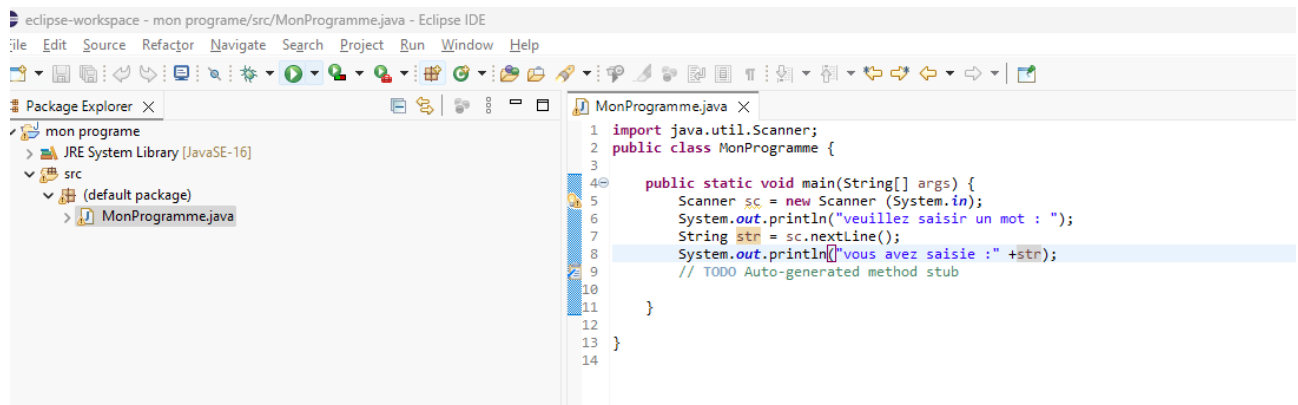 eclipse-workspace - mon programe/src/MonProgramme.java - Eclipse IDE
File Edit Source Refactor Navigate Search Project Run Window Help
Package Explorer
mon programe
JRE System Library [JavaSE-16]
src
(default package)
MonProgramme.java
MonProgramme.java
1 import java.util.Scanner;
2 public class MonProgramme {
3
4 public static void main(String[] args) {
5 Scanner sc = new Scanner (System.in);
6 System.out.println("veuillez saisir un mot : ");
7 String str = sc.nextLine();
8 System.out.println("vous avez saisie :" +str);
9 // TODO Auto-generated method stub
10
11 }
12
13 }
14